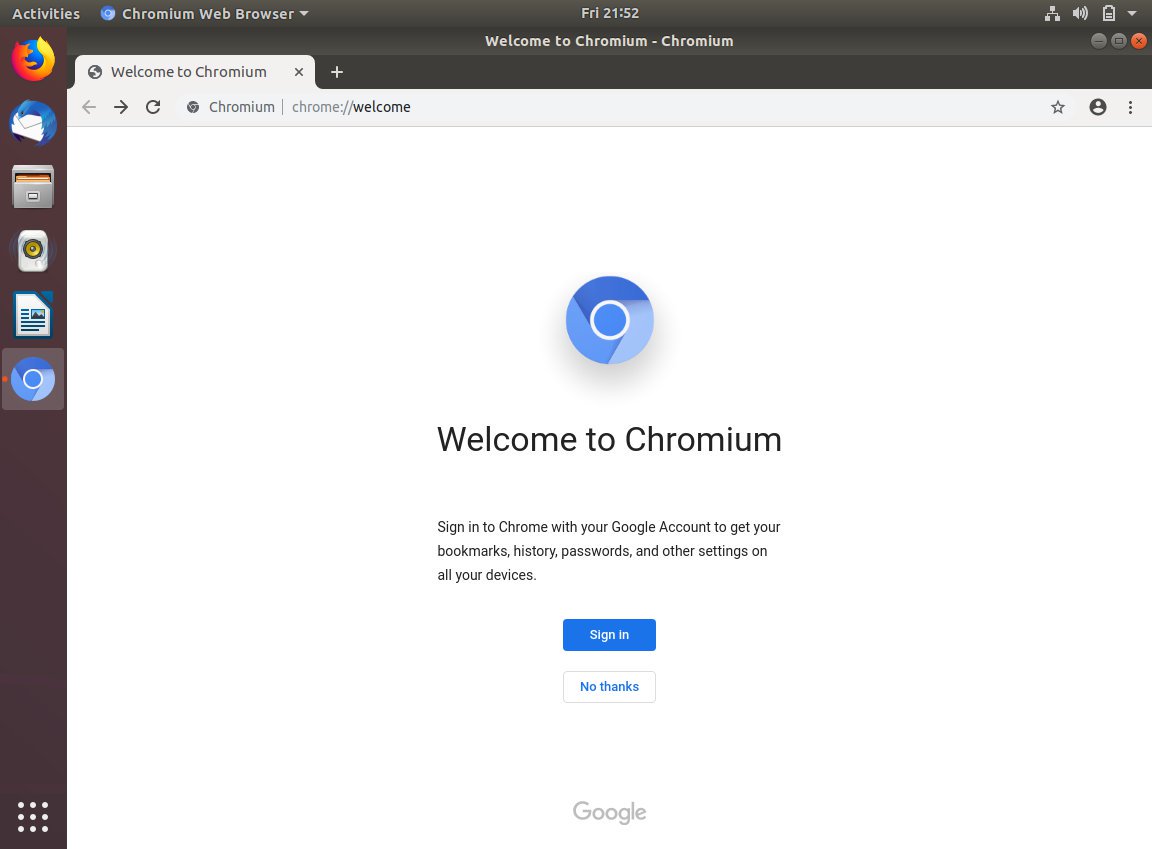 Activities Chromium Web Browser Fri 21:52
Welcome to Chromium - Chromium
Welcome to Chromium
Chromium chrome://welcome
Welcome to Chromium
Sign in to Chrome with your Google Account to get your
bookmarks, history, passwords, and other settings on
all your devices.
Sign in
No thanks
Google